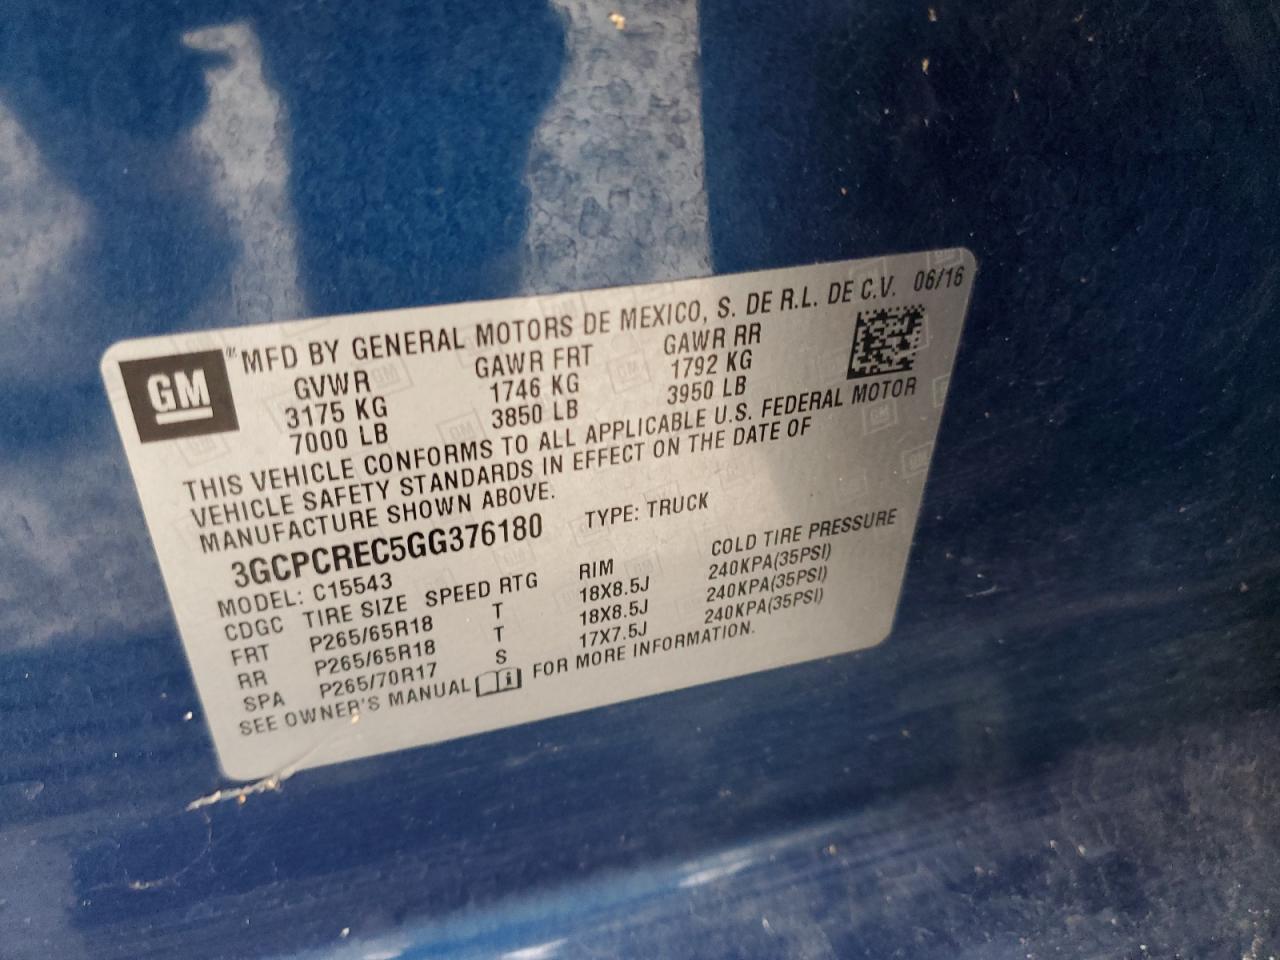 GM
MFD BY GENERAL MOTORS DE MEXICO, S. DE R.L. DE C.V. 06/16
GVWR GAWR FRT GAWR RR
3175 KG 1746 KG 1792 KG
7000 LB 3850 LB 3950 LB
THIS VEHICLE CONFORMS TO ALL APPLICABLE U.S. FEDERAL MOTOR
VEHICLE SAFETY STANDARDS IN EFFECT ON THE DATE OF
MANUFACTURE SHOWN ABOVE.
3GCPCREC5GG376180 TYPE: TRUCK
MODEL: C15543
CDGC TIRE SIZE SPEED RTG RIM COLD TIRE PRESSURE
FRT P265/65R18 T 18X8.5J 240KPA(35PSI)
RR P265/65R18 T 18X8.5J 240KPA(35PSI)
SPA P265/70R17 S 17X7.5J 240KPA(35PSI)
SEE OWNER'S MANUAL i FOR MORE INFORMATION.